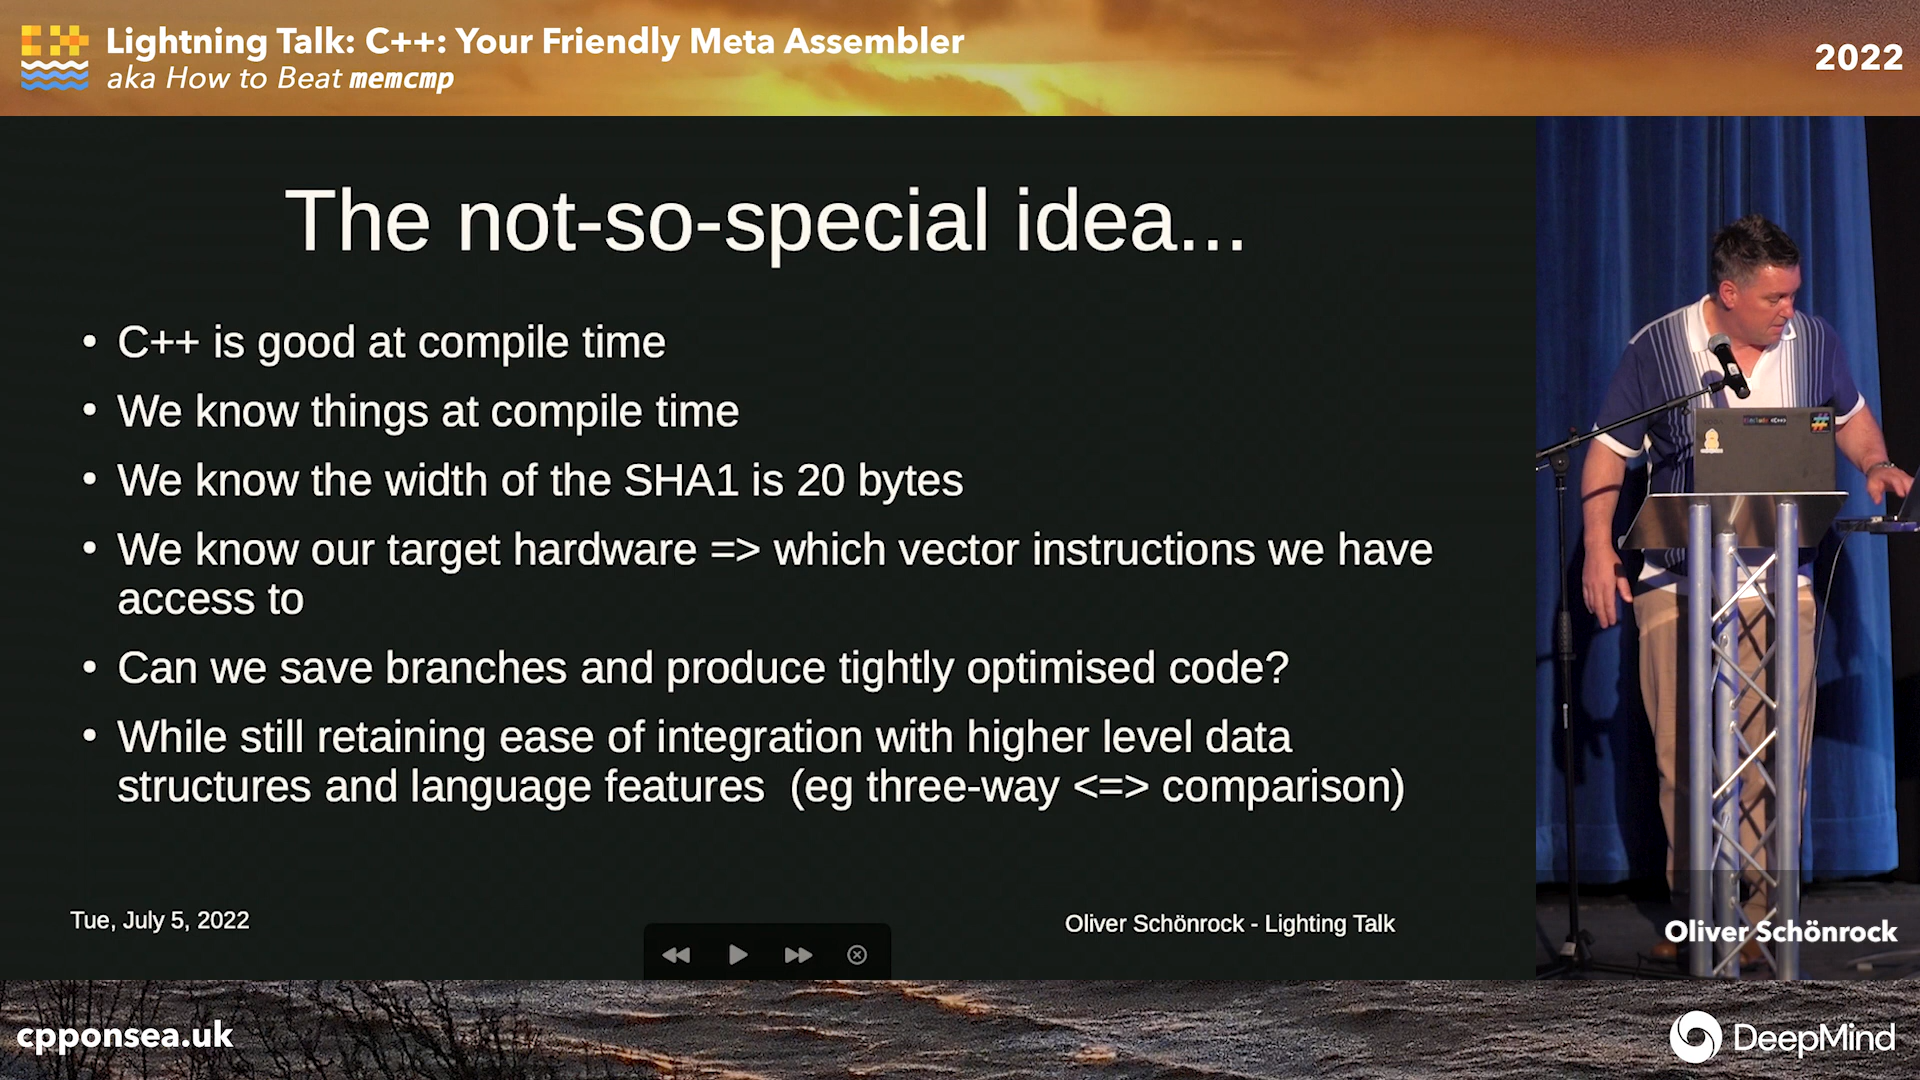 Lightning Talk: C++: Your Friendly Meta Assembler
aka How to Beat memcmp
2022
The not-so-special idea...
• C++ is good at compile time
• We know things at compile time
• We know the width of the SHA1 is 20 bytes
• We know our target hardware => which vector instructions we have
access to
• Can we save branches and produce tightly optimised code?
• While still retaining ease of integration with higher level data
structures and language features  (eg three-way <=> comparison)
Tue, July 5, 2022
Oliver Schönrock - Lighting Talk
Oliver Schönrock
cpponsea.uk
DeepMind